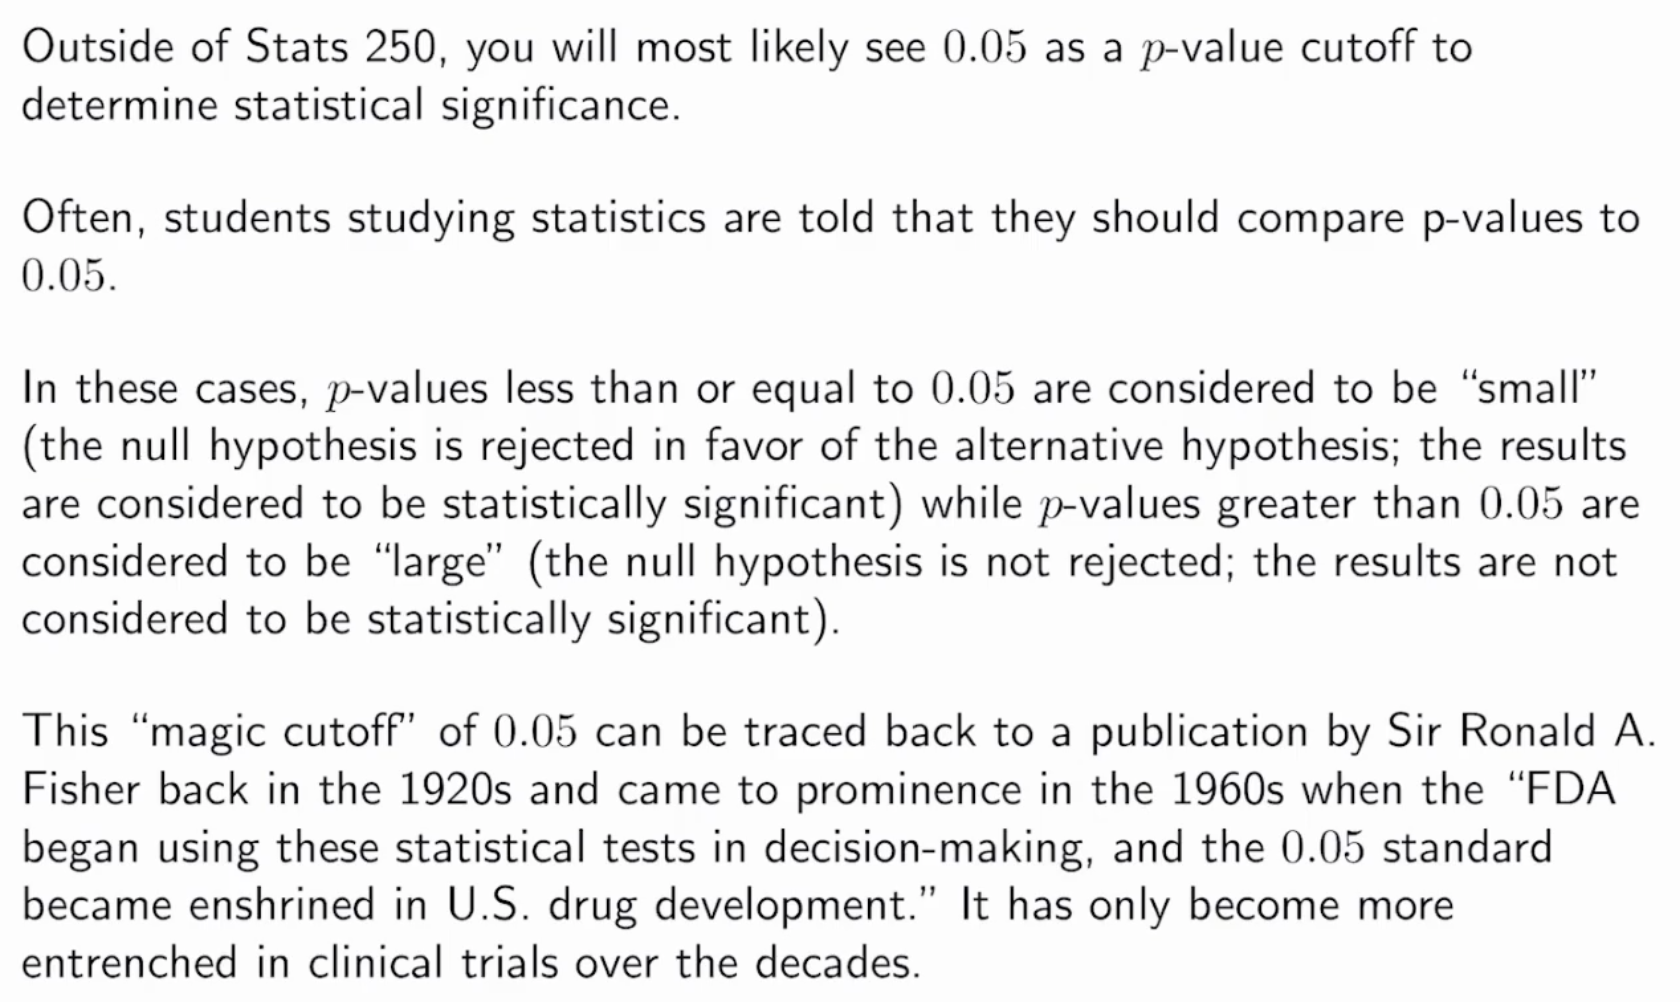 Outside of Stats 250, you will most likely see 0.05 as a p-value cutoff to
determine statistical significance.
Often, students studying statistics are told that they should compare p-values to
0.05.
In these cases, p-values less than or equal to 0.05 are considered to be “small”
(the null hypothesis is rejected in favor of the alternative hypothesis; the results
are considered to be statistically significant) while p-values greater than 0.05 are
considered to be “large” (the null hypothesis is not rejected; the results are not
considered to be statistically significant).
This “magic cutoff” of 0.05 can be traced back to a publication by Sir Ronald A.
Fisher back in the 1920s and came to prominence in the 1960s when the “FDA
began using these statistical tests in decision-making, and the 0.05 standard
became enshrined in U.S. drug development.” It has only become more
entrenched in clinical trials over the decades.